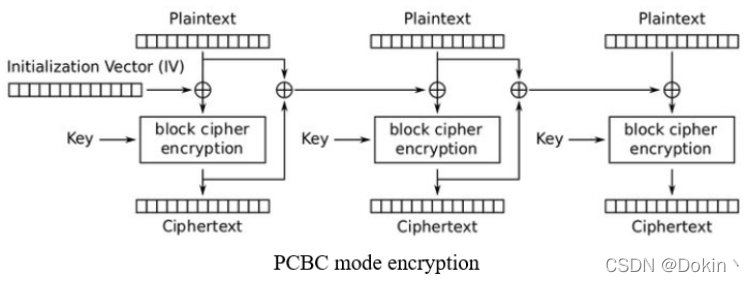 Plaintext Plaintext Plaintext
Initialization Vector (IV)
Key block cipher encryption Key block cipher encryption Key block cipher encryption
Ciphertext Ciphertext Ciphertext
PCBC mode encryption
CSDN @Dokin丶